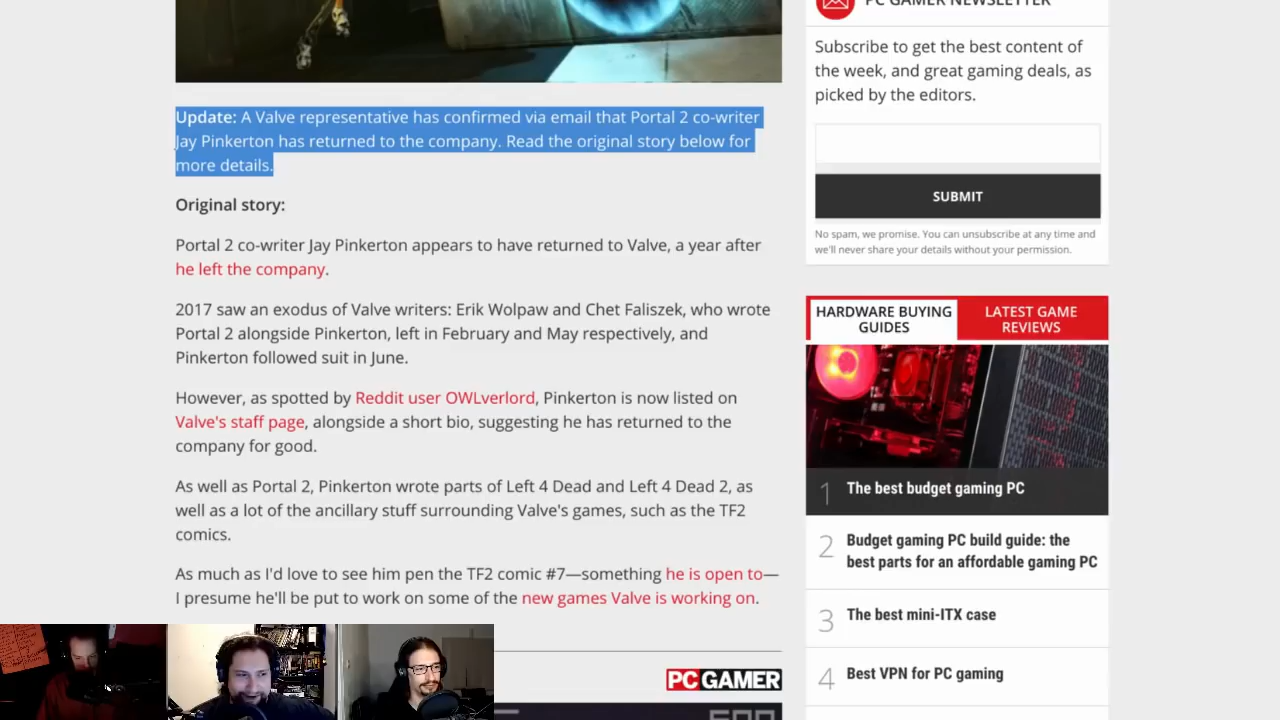 PC GAMER NEWSLETTER
Subscribe to get the best content of
the week, and great gaming deals, as
picked by the editors.
SUBMIT
No spam, we promise. You can unsubscribe at any time and
we'll never share your details without your permission.
Update: A Valve representative has confirmed via email that Portal 2 co-writer
Jay Pinkerton has returned to the company. Read the original story below for
more details.
Original story:
Portal 2 co-writer Jay Pinkerton appears to have returned to Valve, a year after
he left the company.
2017 saw an exodus of Valve writers: Erik Wolpaw and Chet Faliszek, who wrote
Portal 2 alongside Pinkerton, left in February and May respectively, and
Pinkerton followed suit in June.
However, as spotted by Reddit user OWLverlord, Pinkerton is now listed on
Valve's staff page, alongside a short bio, suggesting he has returned to the
company for good.
As well as Portal 2, Pinkerton wrote parts of Left 4 Dead and Left 4 Dead 2, as
well as a lot of the ancillary stuff surrounding Valve's games, such as the TF2
comics.
As much as I'd love to see him pen the TF2 comic #7—something he is open to—
I presume he'll be put to work on some of the new games Valve is working on.
PC GAMER
HARDWARE BUYING
GUIDES
LATEST GAME
REVIEWS
1 The best budget gaming PC
2 Budget gaming PC build guide: the
best parts for an affordable gaming PC
3 The best mini-ITX case
4 Best VPN for PC gaming